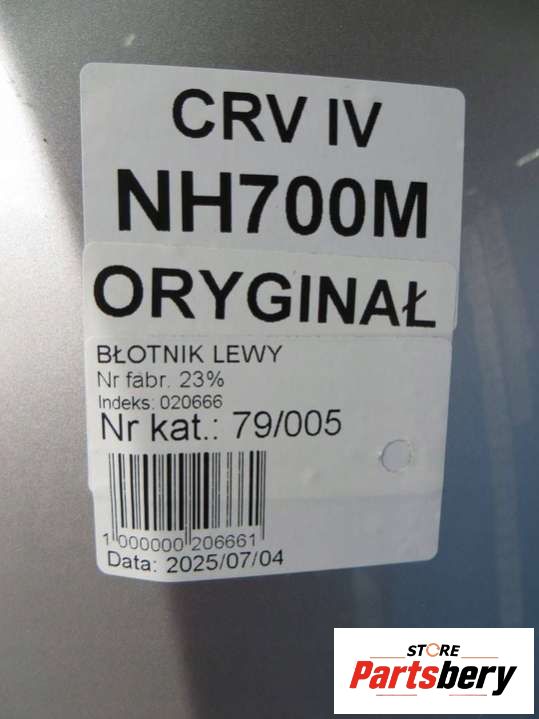 CRV IV
NH700M
ORYGINAŁ
BŁOTNIK LEWY
Nr fabr. 23%
Indeks: 020666
Nr kat.: 79/005
1 000000 206661
Data: 2025/07/04
STORE
Partsbery